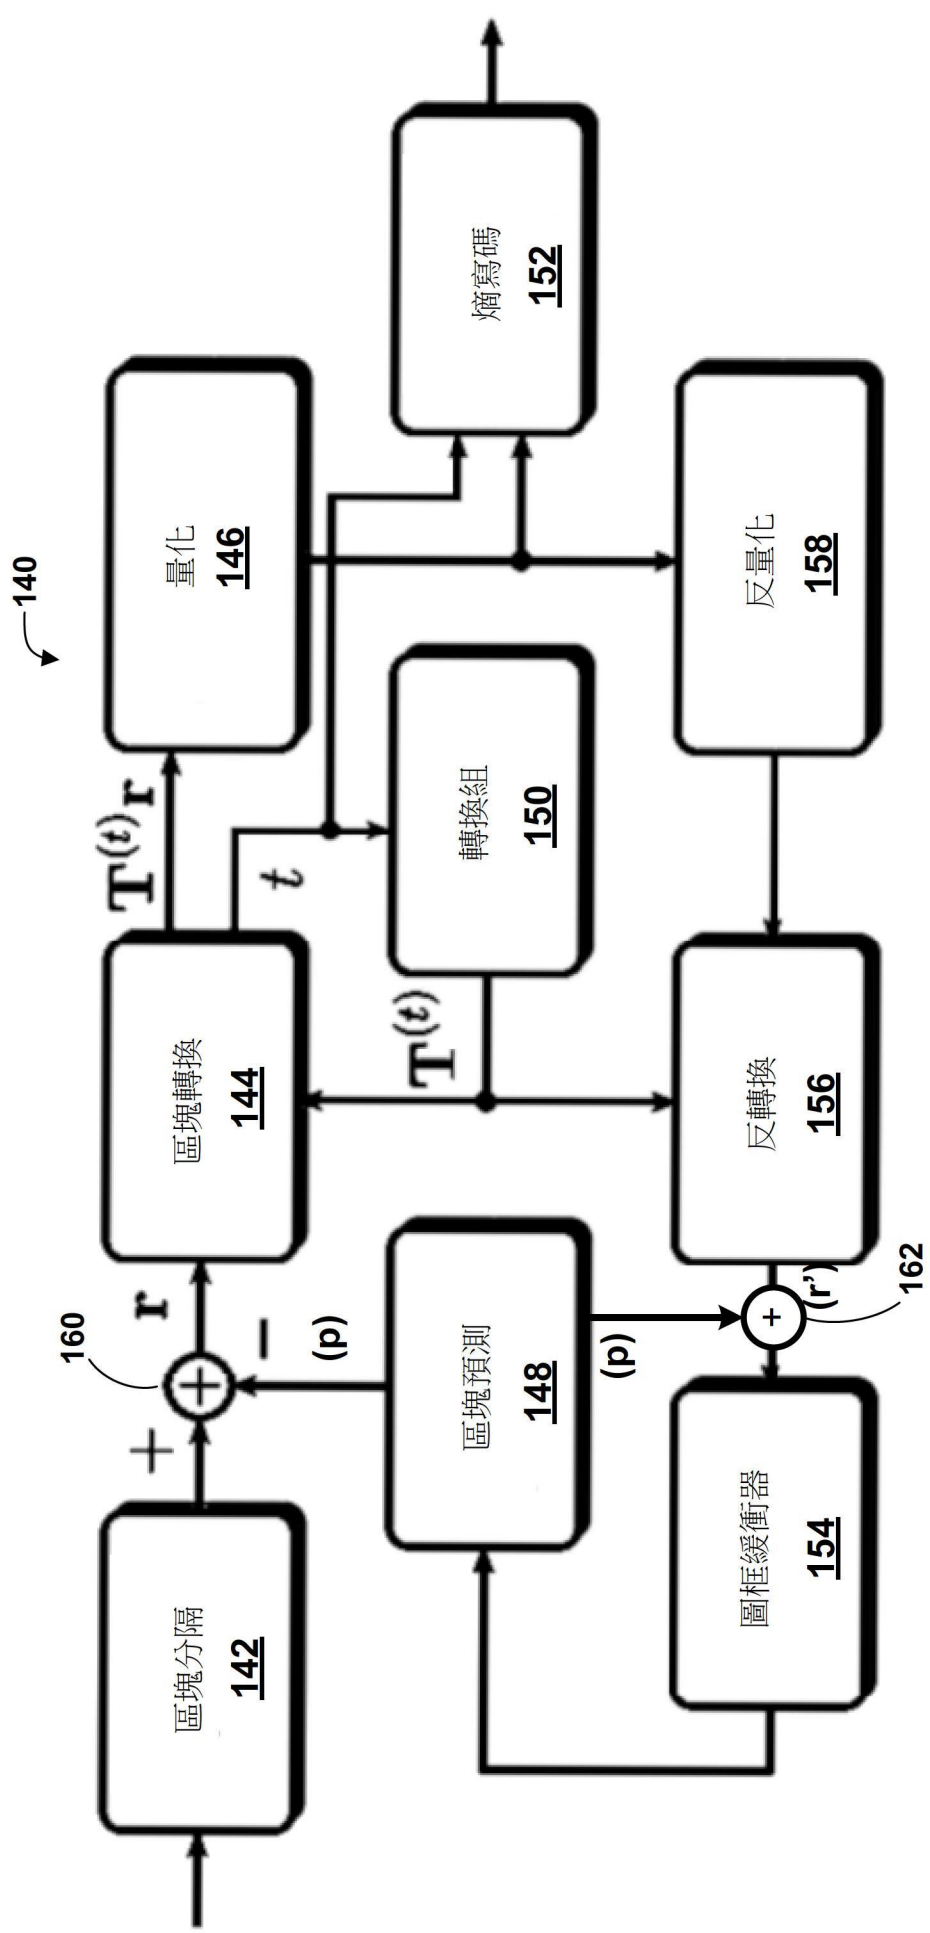 140
區塊分隔
142
+
160
+
−
r
(p)
區塊轉換
144
T(t)r
量化
146
t
區塊預測
148
T(t)
轉換組
150
熵寫碼
152
(p)
圖框緩衝器
154
+
(r’)
162
反轉換
156
反量化
158